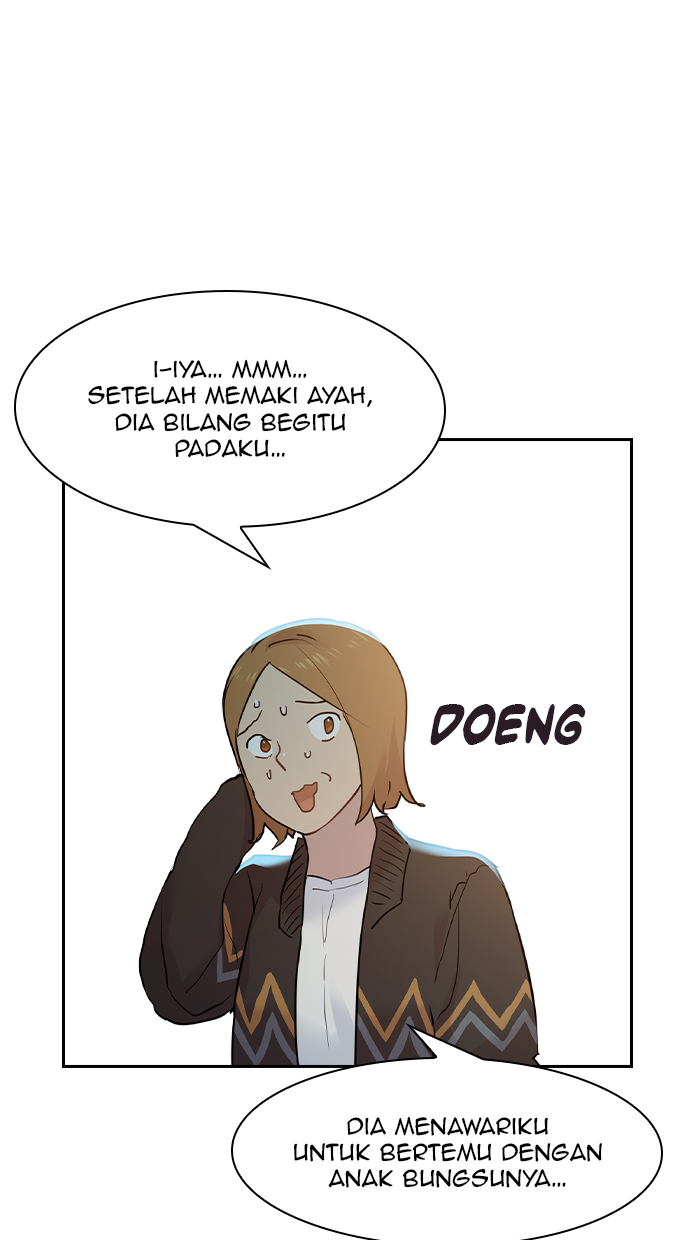 I-IYA... MMM...
SETELAH MEMAKI AYAH,
DIA BILANG BEGITU
PADAKU...
DOENG
DIA MENAWARIKU
UNTUK BERTEMU DENGAN
ANAK BUNGSUNYA...